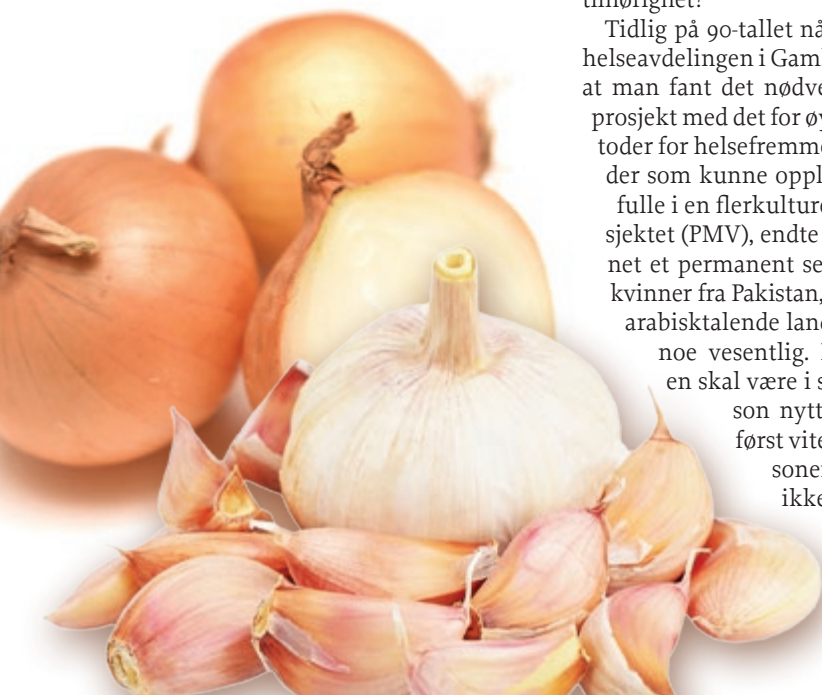 Tidlig på 90-tallet nå
helseavdelingen i Gam
at man fant det nødve
prosjekt med det for øy
toder for helsefremme
der som kunne oppl
fulle i en flerkulture
sjektet (PMV), endte
net et permanent se
kvinner fra Pakistan,
arabisktalende land
noe vesentlig.
en skal være i s
son nytt
først vite
soner
ikke